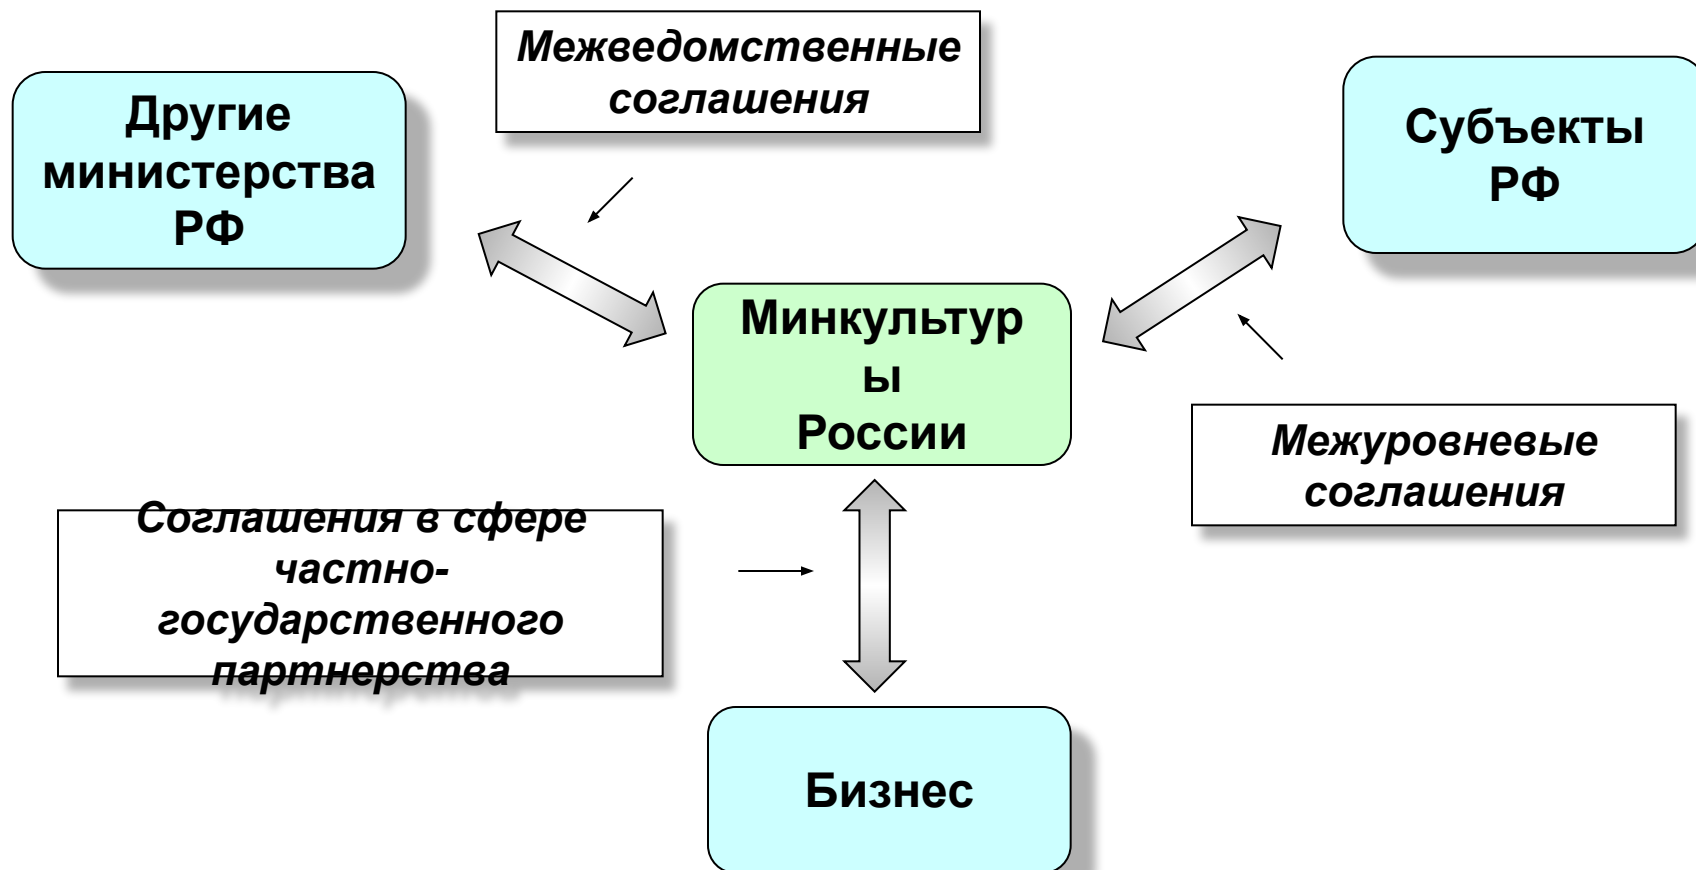 Межведомственные
соглашения
Другие
министерства
РФ
Субъекты
РФ
Минкультур
ы
России
Межуровневые
соглашения
Соглашения в сфере
частно-
государственного
партнерства
Бизнес